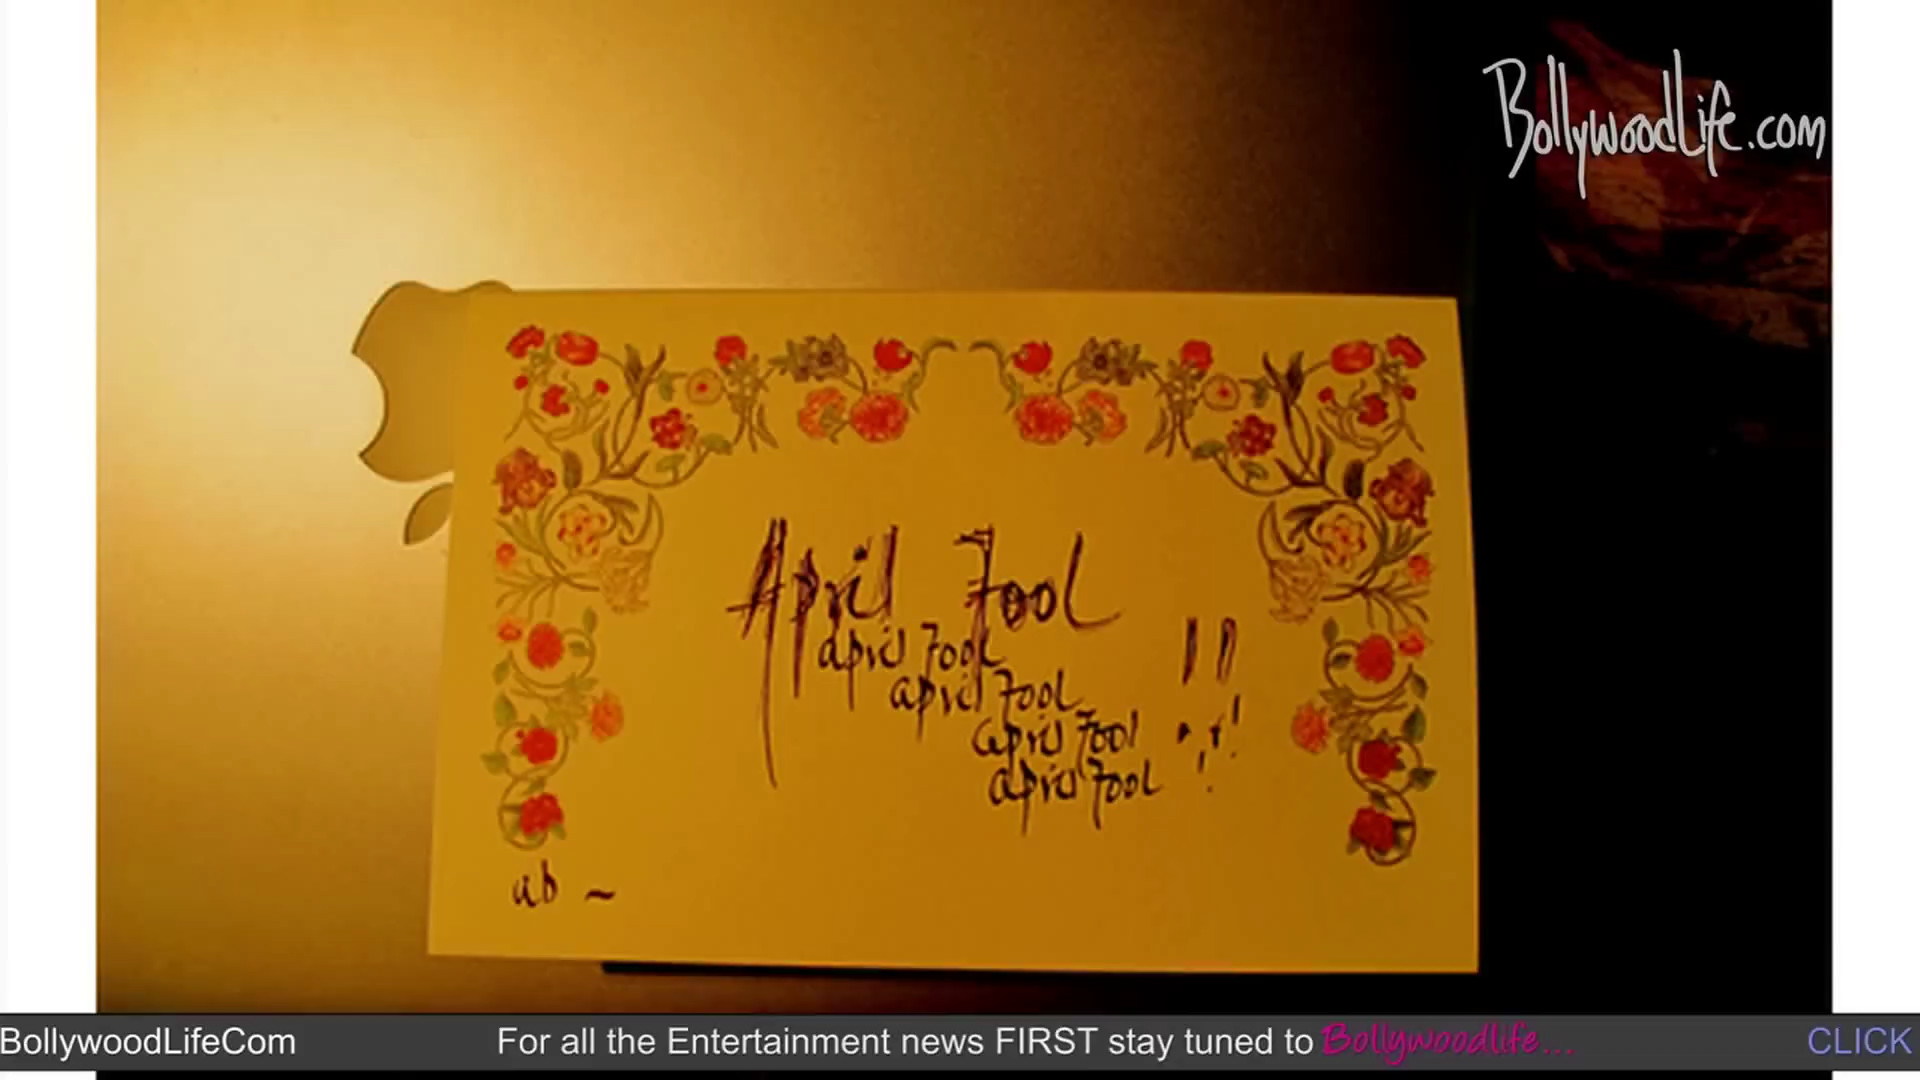 BollywoodLife.com
April Fool
april Fool
april Fool
april Fool
april Fool
!!
ab ~
BollywoodLifeCom For all the Entertainment news FIRST stay tuned to Bollywoodlife... CLICK